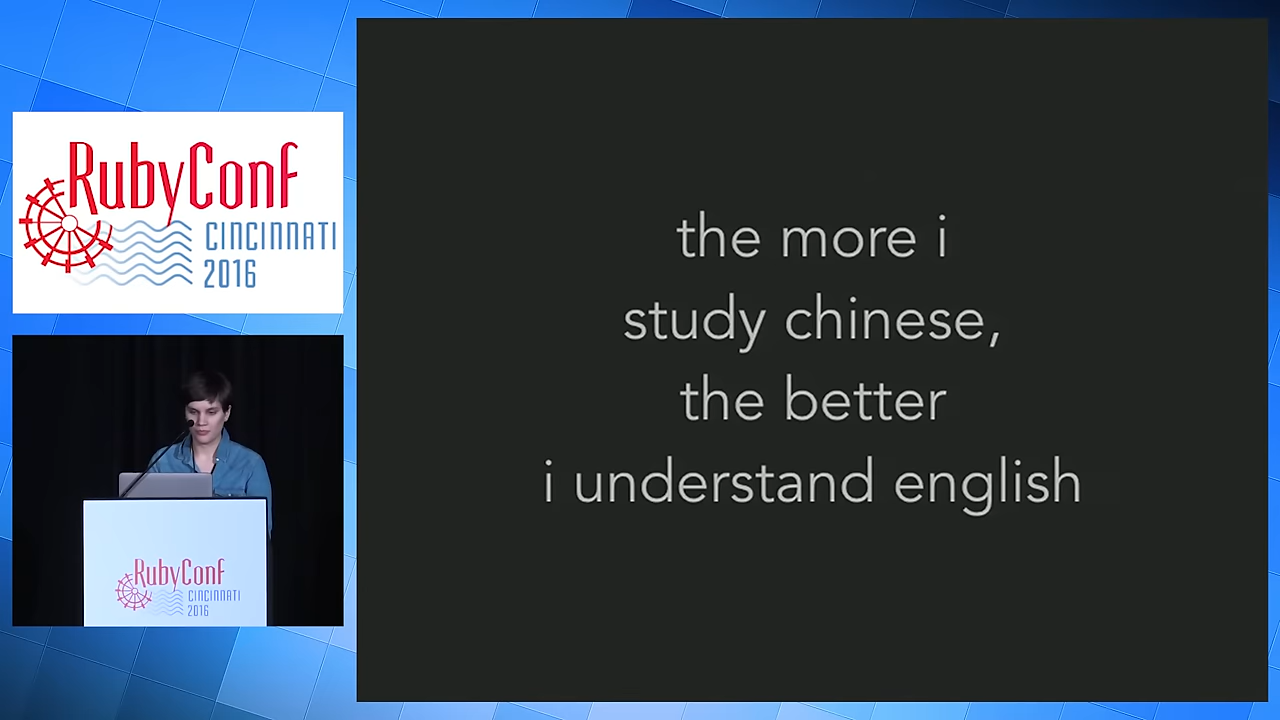 RubyConf
CINCINNATI
2016
the more i
study chinese,
the better
i understand english
RubyConf
CINCINNATI
2016